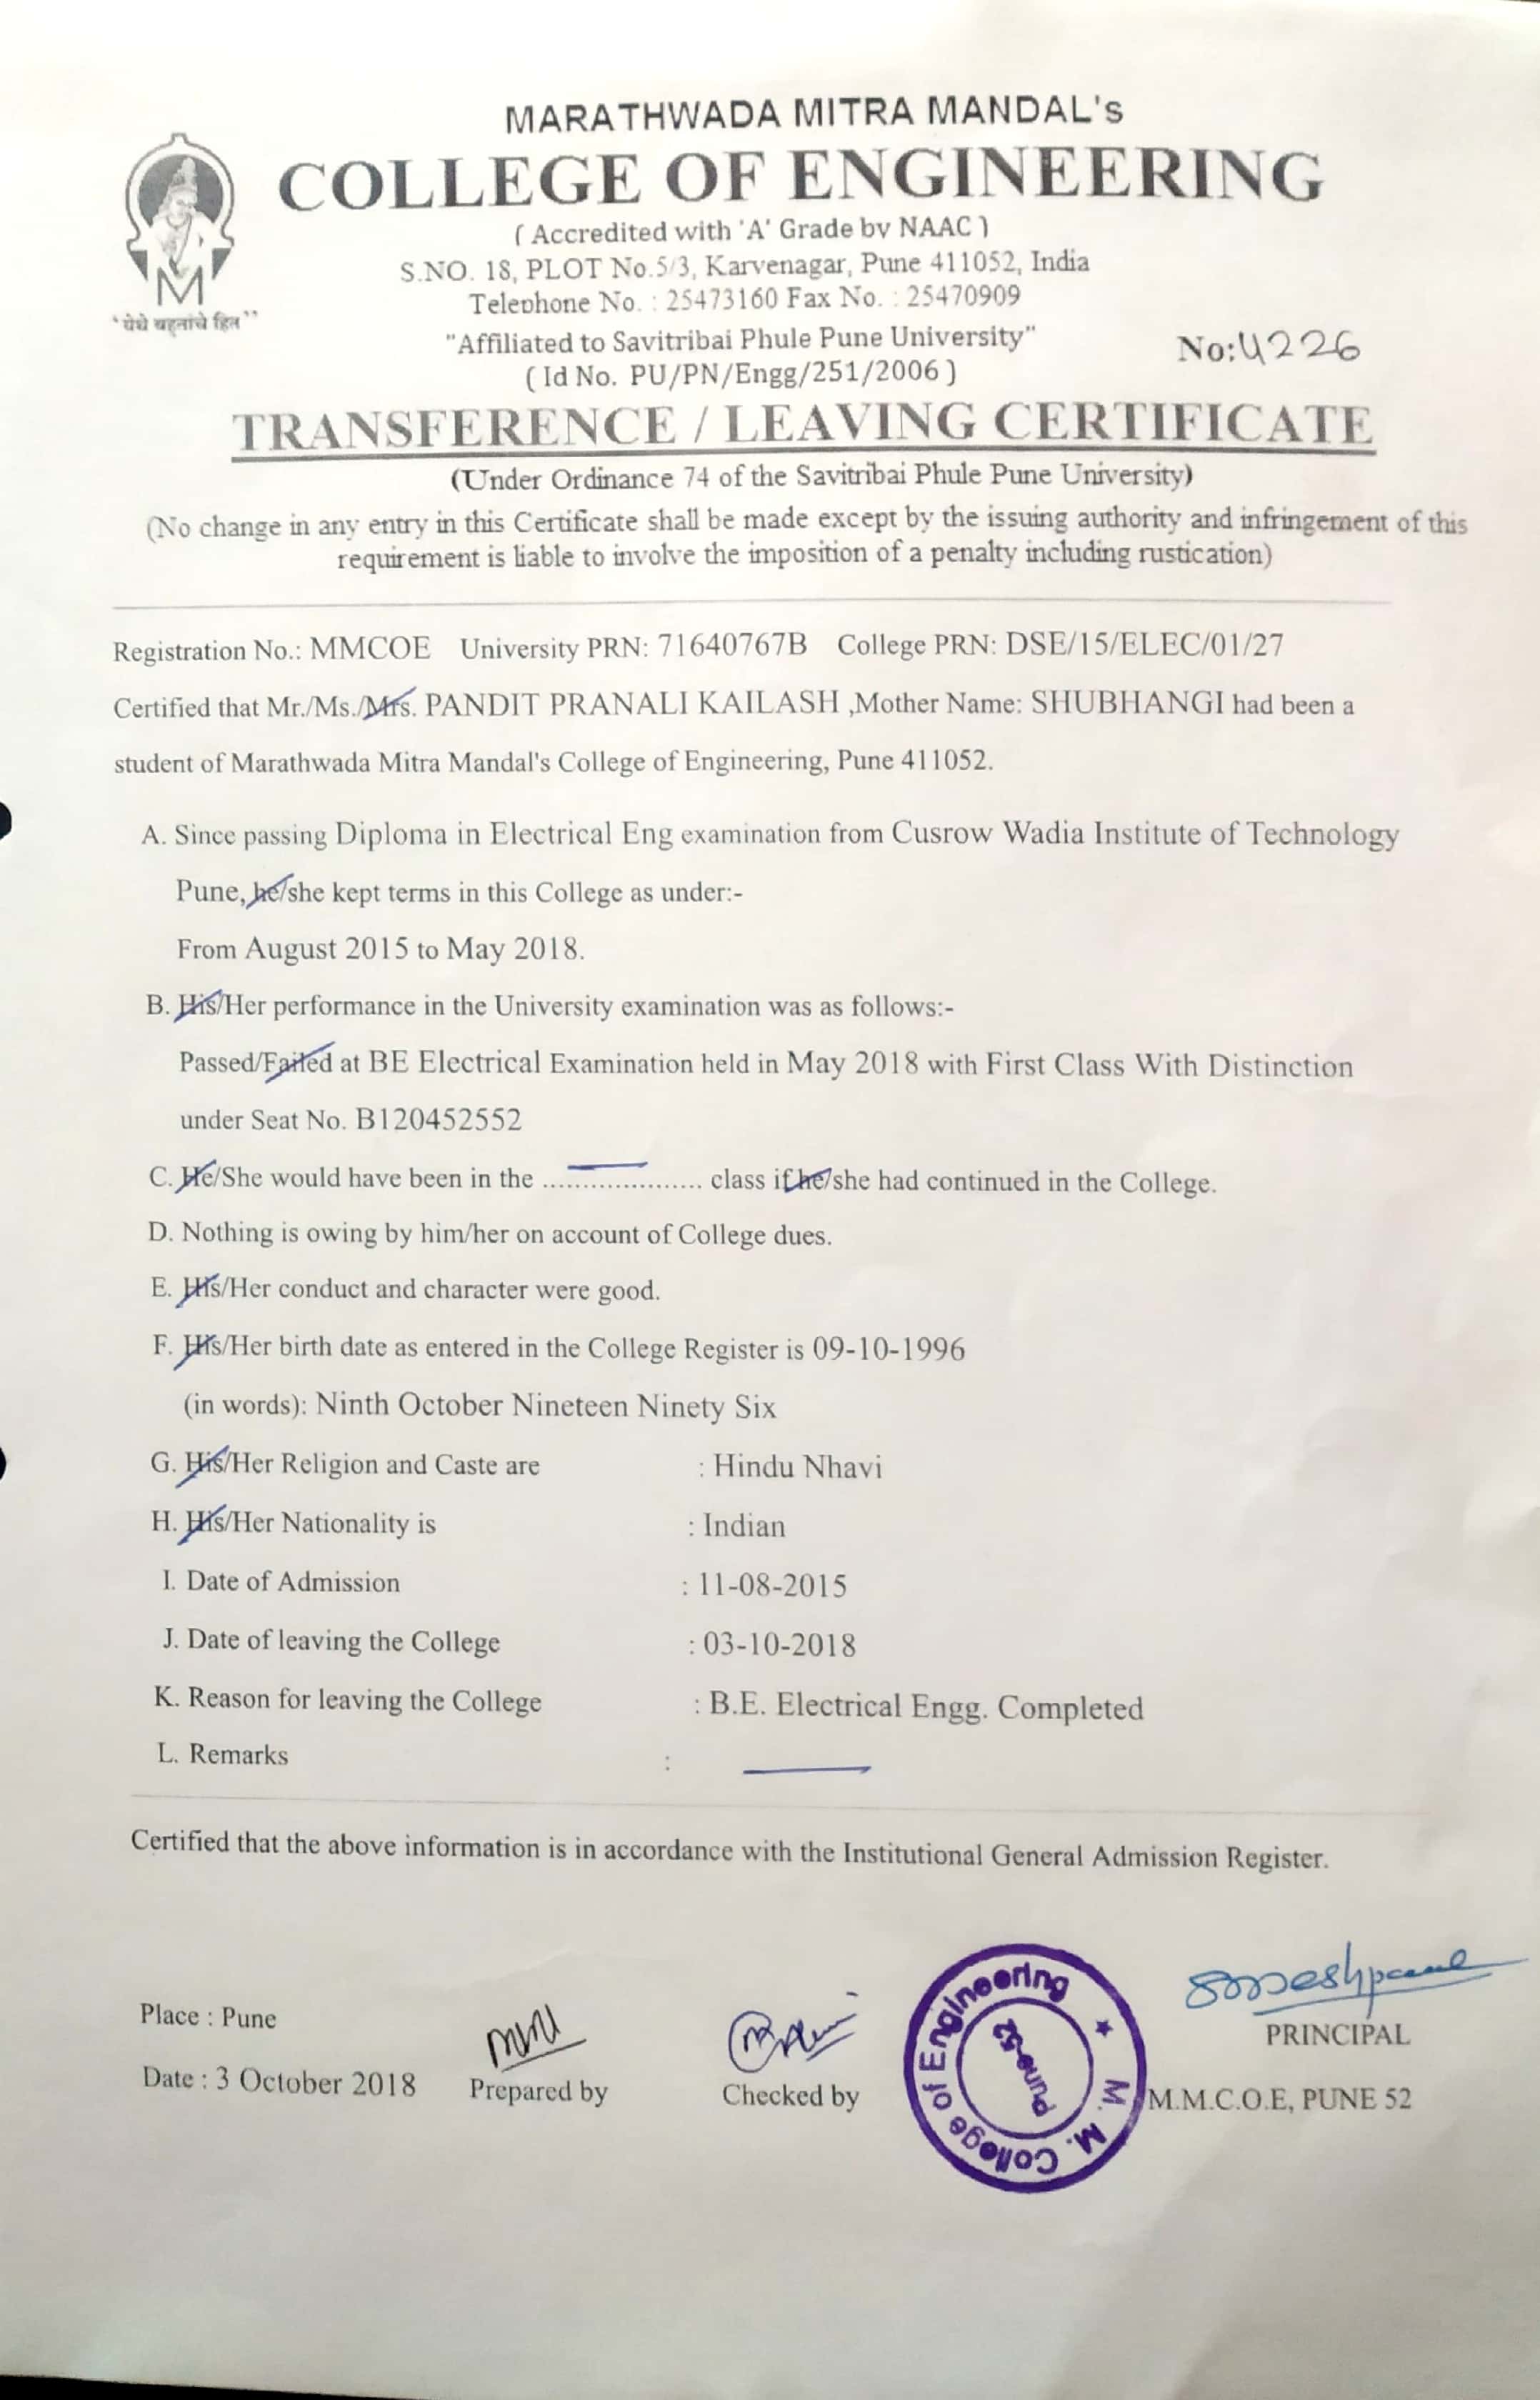 MARATHWADA MITRA MANDAL's
COLLEGE OF ENGINEERING
( Accredited with 'A' Grade by NAAC )
S.NO. 18, PLOT No.5/3, Karvenagar, Pune 411052, India
Telephone No. : 25473160 Fax No. : 25470909
"येथे बहुतांचे हित"
"Affiliated to Savitribai Phule Pune University"
No: 4226
( Id No. PU/PN/Engg/251/2006 )
TRANSFERENCE / LEAVING CERTIFICATE
(Under Ordinance 74 of the Savitribai Phule Pune University)
(No change in any entry in this Certificate shall be made except by the issuing authority and infringement of this
requirement is liable to involve the imposition of a penalty including rustication)
Registration No.: MMCOE University PRN: 71640767B College PRN: DSE/15/ELEC/01/27
Certified that Mr./Ms./Mrs. PANDIT PRANALI KAILASH ,Mother Name: SHUBHANGI had been a
student of Marathwada Mitra Mandal's College of Engineering, Pune 411052.
A. Since passing Diploma in Electrical Eng examination from Cusrow Wadia Institute of Technology
Pune, he/she kept terms in this College as under:-
From August 2015 to May 2018.
B. His/Her performance in the University examination was as follows:-
Passed/Failed at BE Electrical Examination held in May 2018 with First Class With Distinction
under Seat No. B120452552
C. He/She would have been in the .................... class if he/she had continued in the College.
D. Nothing is owing by him/her on account of College dues.
E. His/Her conduct and character were good.
F. His/Her birth date as entered in the College Register is 09-10-1996
(in words): Ninth October Nineteen Ninety Six
G. His/Her Religion and Caste are : Hindu Nhavi
H. His/Her Nationality is : Indian
I. Date of Admission : 11-08-2015
J. Date of leaving the College : 03-10-2018
K. Reason for leaving the College : B.E. Electrical Engg. Completed
L. Remarks :
Certified that the above information is in accordance with the Institutional General Admission Register.
Place : Pune
Date : 3 October 2018
Prepared by
Checked by
M. M. College of Engineering
Pune-52
PRINCIPAL
M.M.C.O.E, PUNE 52